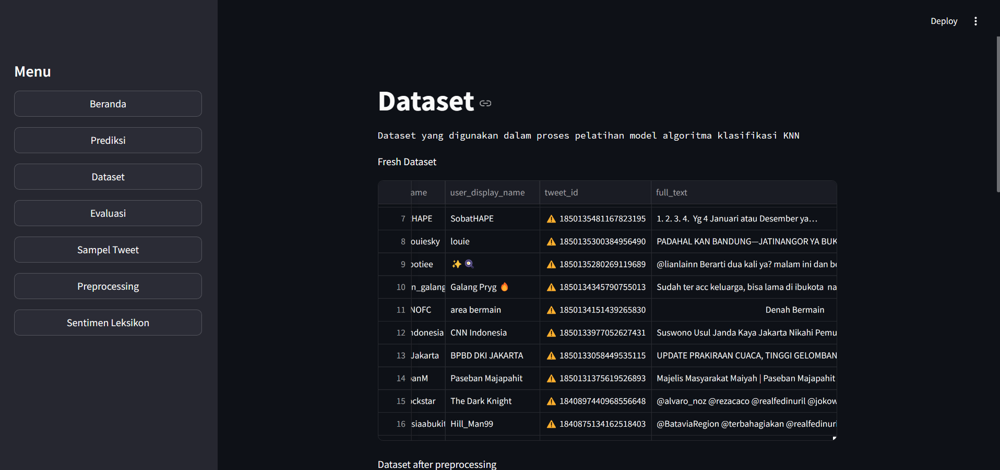 Deploy
Menu
Beranda
Prediksi
Dataset
Evaluasi
Sampel Tweet
Preprocessing
Sentimen Leksikon
Dataset
Dataset yang digunakan dalam proses pelatihan model algoritma klasifikasi KNN
Fresh Dataset
ame user_display_name tweet_id full_text
7 HAPE SobatHAPE 1850135481167823195 1. 2. 3. 4. Yg 4 Januari atau Desember ya...
8 ouiesky louie 1850135300384956490 PADAHAL KAN BANDUNG—JATINANGOR YA BUK
9 ootiee 1850135280269119689 @lianlainn Berarti dua kali ya? malam ini dan be
10 n_galang Galang Pryg 1850134345790755013 Sudah ter acc keluarga, bisa lama di ibukota na
11 NOFC area bermain 1850134151439265830 Denah Bermain
12 ndonesia CNN Indonesia 1850133977052627431 Suswono Usul Janda Kaya Jakarta Nikahi Pemu
13 Jakarta BPBD DKI JAKARTA 1850133058449535115 UPDATE PRAKIRAAN CUACA, TINGGI GELOMBAN
14 anM Paseban Majapahit 1850131375619526893 Majelis Masyarakat Maiyah | Paseban Majapahit
15 ockstar The Dark Knight 1840897440968556648 @alvaro_noz @rezacaco @realfedinuril @jokow
16 siaabukit Hill_Man99 1840875134162518403 @BataviaRegion @terbahagiakan @realfedinuri
Dataset after preprocessing